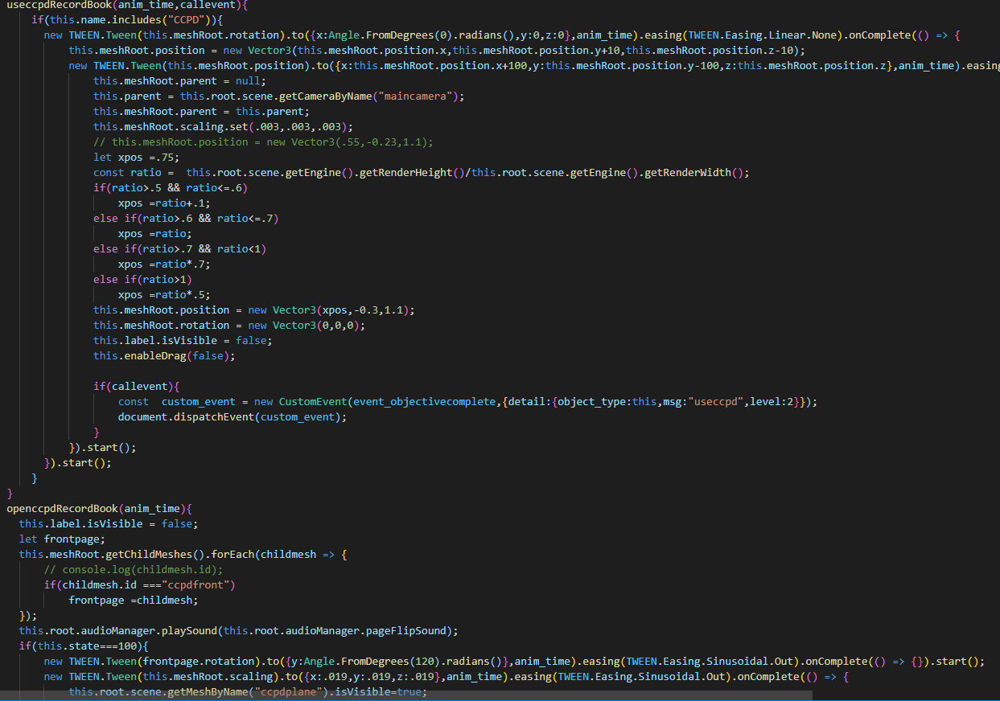 useccpdRecordBook(anim_time,callevent){
if(this.name.includes("CCPD")){
new TWEEN.Tween(this.meshRoot.rotation).to({x:Angle.FromDegrees(0).radians(),y:0,z:0},anim_time).easing(TWEEN.Easing.Linear.None).onComplete(() => {
this.meshRoot.position = new Vector3(this.meshRoot.position.x,this.meshRoot.position.y+10,this.meshRoot.position.z-10);
new TWEEN.Tween(this.meshRoot.position).to({x:this.meshRoot.position.x+100,y:this.meshRoot.position.y-100,z:this.meshRoot.position.z},anim_time).easing
this.meshRoot.parent = null;
this.parent = this.root.scene.getCameraByName("maincamera");
this.meshRoot.parent = this.parent;
this.meshRoot.scaling.set(.003,.003,.003);
// this.meshRoot.position = new Vector3(.55,-0.23,1.1);
let xpos =.75;
const ratio =  this.root.scene.getEngine().getRenderHeight()/this.root.scene.getEngine().getRenderWidth();
if(ratio>.5 && ratio<=.6)
xpos =ratio+.1;
else if(ratio>.6 && ratio<=.7)
xpos =ratio;
else if(ratio>.7 && ratio<1)
xpos =ratio*.7;
else if(ratio>1)
xpos =ratio*.5;
this.meshRoot.position = new Vector3(xpos,-0.3,1.1);
this.meshRoot.rotation = new Vector3(0,0,0);
this.label.isVisible = false;
this.enableDrag(false);
if(callevent){
const  custom_event = new CustomEvent(event_objectivecomplete,{detail:{object_type:this,msg:"useccpd",level:2}});
document.dispatchEvent(custom_event);
}
}).start();
}).start();
}
}
openccpdRecordBook(anim_time){
this.label.isVisible = false;
let frontpage;
this.meshRoot.getChildMeshes().forEach(childmesh => {
// console.log(childmesh.id);
if(childmesh.id ==="ccpdfront")
frontpage =childmesh;
});
this.root.audioManager.playSound(this.root.audioManager.pageFlipSound);
if(this.state===100){
new TWEEN.Tween(frontpage.rotation).to({y:Angle.FromDegrees(120).radians()},anim_time).easing(TWEEN.Easing.Sinusoidal.Out).onComplete(() => {}).start();
new TWEEN.Tween(this.meshRoot.scaling).to({x:.019,y:.019,z:.019},anim_time).easing(TWEEN.Easing.Sinusoidal.Out).onComplete(() => {
this.root.scene.getMeshByName("ccpdplane").isVisible=true;